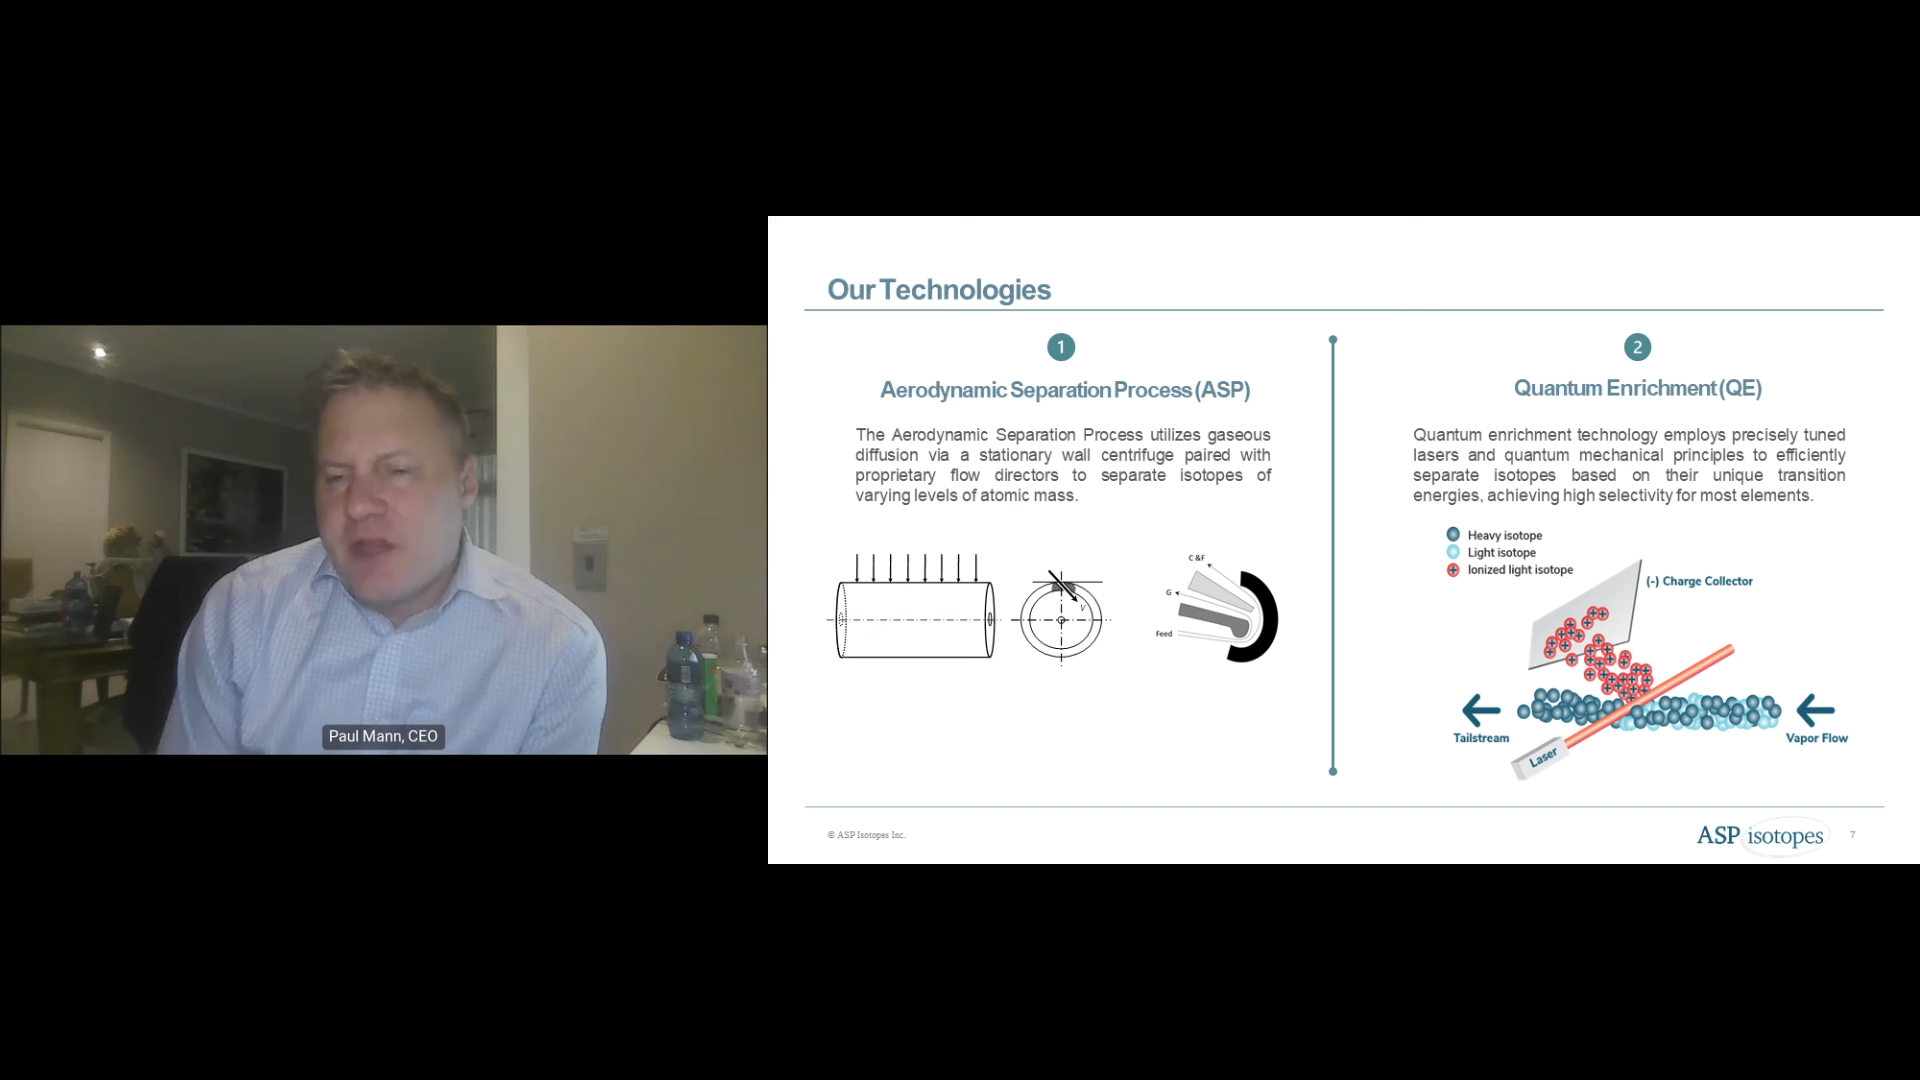 Paul Mann, CEO
Our Technologies
1
Aerodynamic Separation Process (ASP)
The Aerodynamic Separation Process utilizes gaseous
diffusion via a stationary wall centrifuge paired with
proprietary flow directors to separate isotopes of
varying levels of atomic mass.
C & F
G
Feed
V
2
Quantum Enrichment (QE)
Quantum enrichment technology employs precisely tuned
lasers and quantum mechanical principles to efficiently
separate isotopes based on their unique transition
energies, achieving high selectivity for most elements.
Heavy isotope
Light isotope
Ionized light isotope
(-) Charge Collector
Tailstream
Vapor Flow
Laser
© ASP Isotopes Inc.
ASP isotopes
7